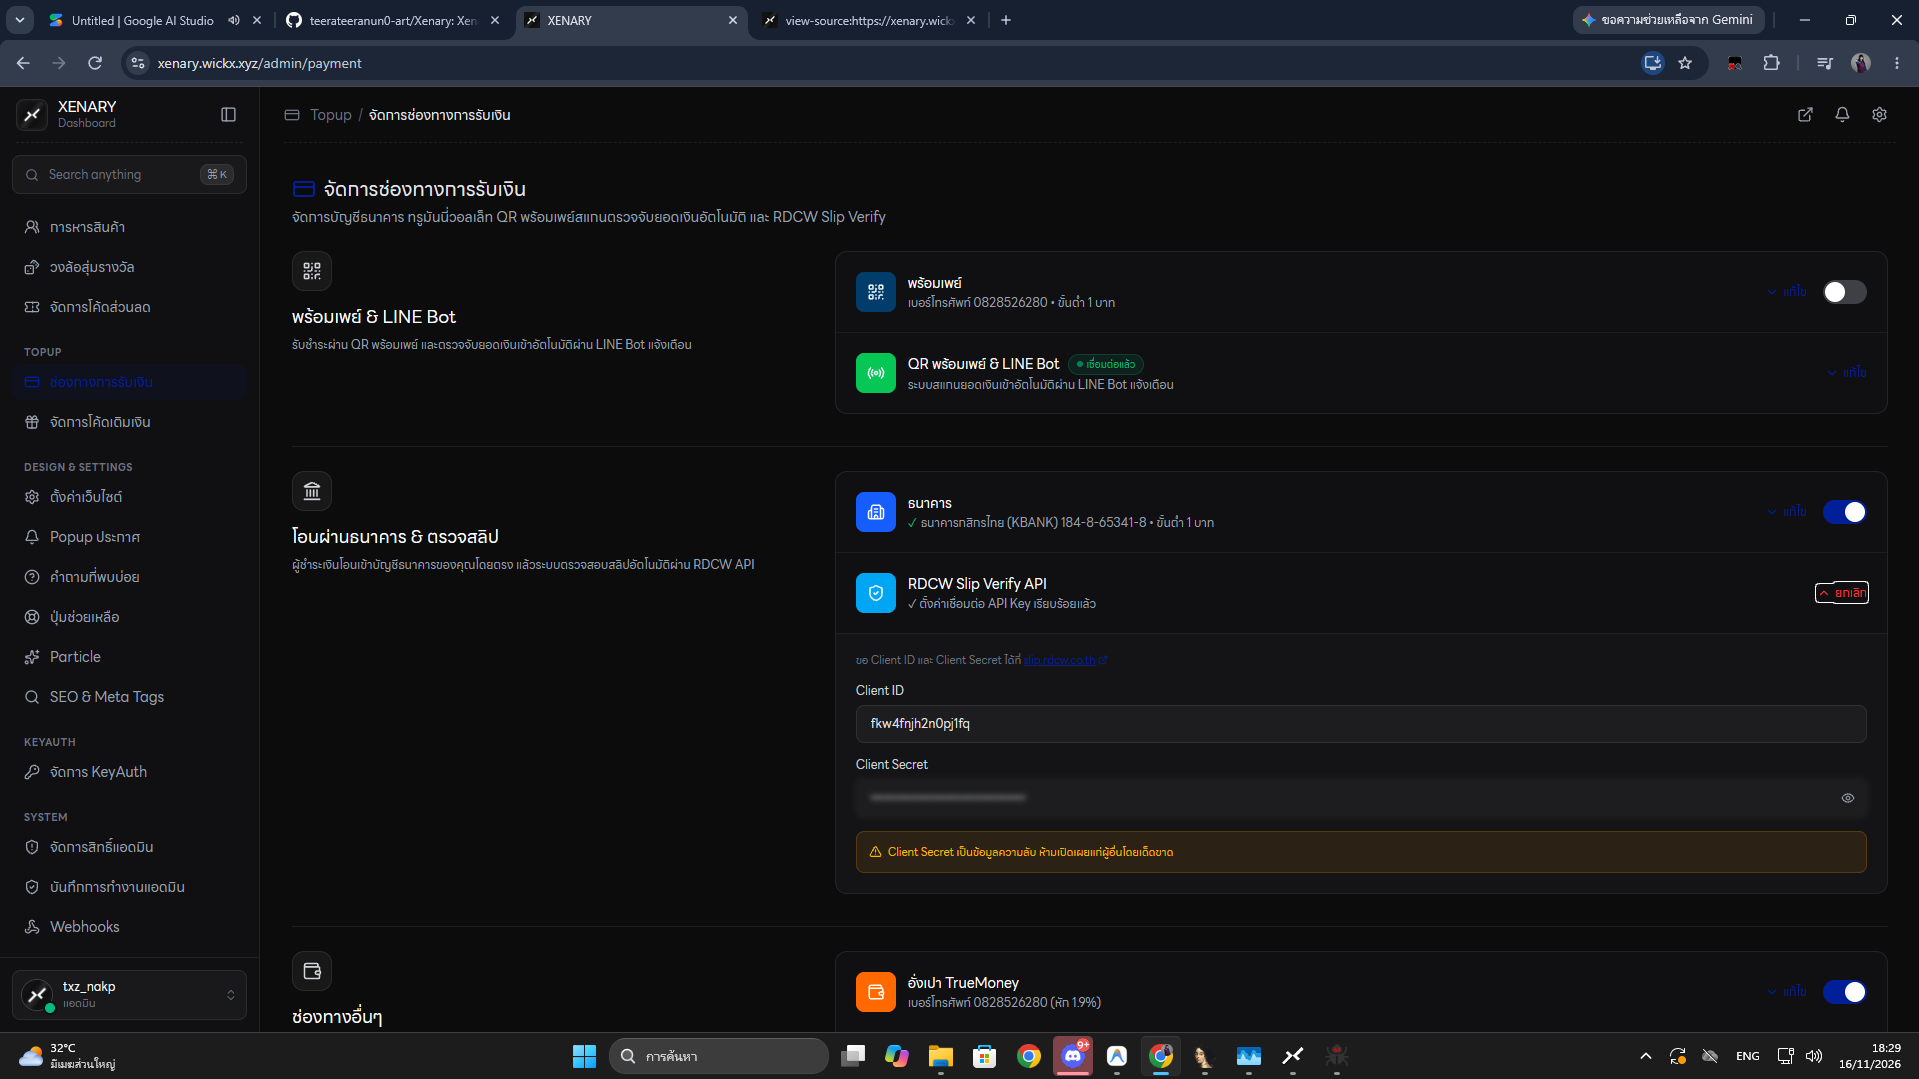 Untitled | Google AI Studio
teerateeranun0-art/Xenary: Xen
XENARY
view-source:https://xenary.wick
ขอความช่วยเหลือจาก Gemini
xenary.wickx.xyz/admin/payment
XENARY
Dashboard
Search anything
⌘ K
การหารสินค้า
วงล้อสุ่มรางวัล
จัดการโค้ดส่วนลด
TOPUP
ช่องทางการรับเงิน
จัดการโค้ดเติมเงิน
DESIGN & SETTINGS
ตั้งค่าเว็บไซต์
Popup ประกาศ
คำถามที่พบบ่อย
ปุ่มช่วยเหลือ
Particle
SEO & Meta Tags
KEYAUTH
จัดการ KeyAuth
SYSTEM
จัดการสิทธิ์แอดมิน
บันทึกการทำงานแอดมิน
Webhooks
txz_nakp
แอดมิน
Topup / จัดการช่องทางการรับเงิน
จัดการช่องทางการรับเงิน
จัดการบัญชีธนาคาร ทรูมันนี่วอลเล็ท QR พร้อมเพย์สแกนตรวจจับยอดเงินอัตโนมัติ และ RDCW Slip Verify
พร้อมเพย์ & LINE Bot
รับชำระผ่าน QR พร้อมเพย์ และตรวจจับยอดเงินเข้าอัตโนมัติผ่าน LINE Bot แจ้งเตือน
พร้อมเพย์
เบอร์โทรศัพท์ 0828526280 • ขั้นต่ำ 1 บาท
แก้ไข
QR พร้อมเพย์ & LINE Bot
เชื่อมต่อแล้ว
ระบบสแกนยอดเงินเข้าอัตโนมัติผ่าน LINE Bot แจ้งเตือน
แก้ไข
โอนผ่านธนาคาร & ตรวจสลิป
ผู้ชำระเงินโอนเข้าบัญชีธนาคารของคุณโดยตรง แล้วระบบตรวจสอบสลิปอัตโนมัติผ่าน RDCW API
ธนาคาร
✓ ธนาคารกสิกรไทย (KBANK) 184-8-65341-8 • ขั้นต่ำ 1 บาท
แก้ไข
RDCW Slip Verify API
✓ ตั้งค่าเชื่อมต่อ API Key เรียบร้อยแล้ว
ยกเลิก
ขอ Client ID และ Client Secret ได้ที่ slip.rdcw.co.th
Client ID
fkw4fnjh2n0pj1fq
Client Secret
Client Secret เป็นข้อมูลความลับ ห้ามเปิดเผยแก่ผู้อื่นโดยเด็ดขาด
ช่องทางอื่นๆ
อั่งเปา TrueMoney
เบอร์โทรศัพท์ 0828526280 (หัก 1.9%)
แก้ไข
32°C
มีเมฆส่วนใหญ่
การค้นหา
9+
ENG
18:29
16/11/2026